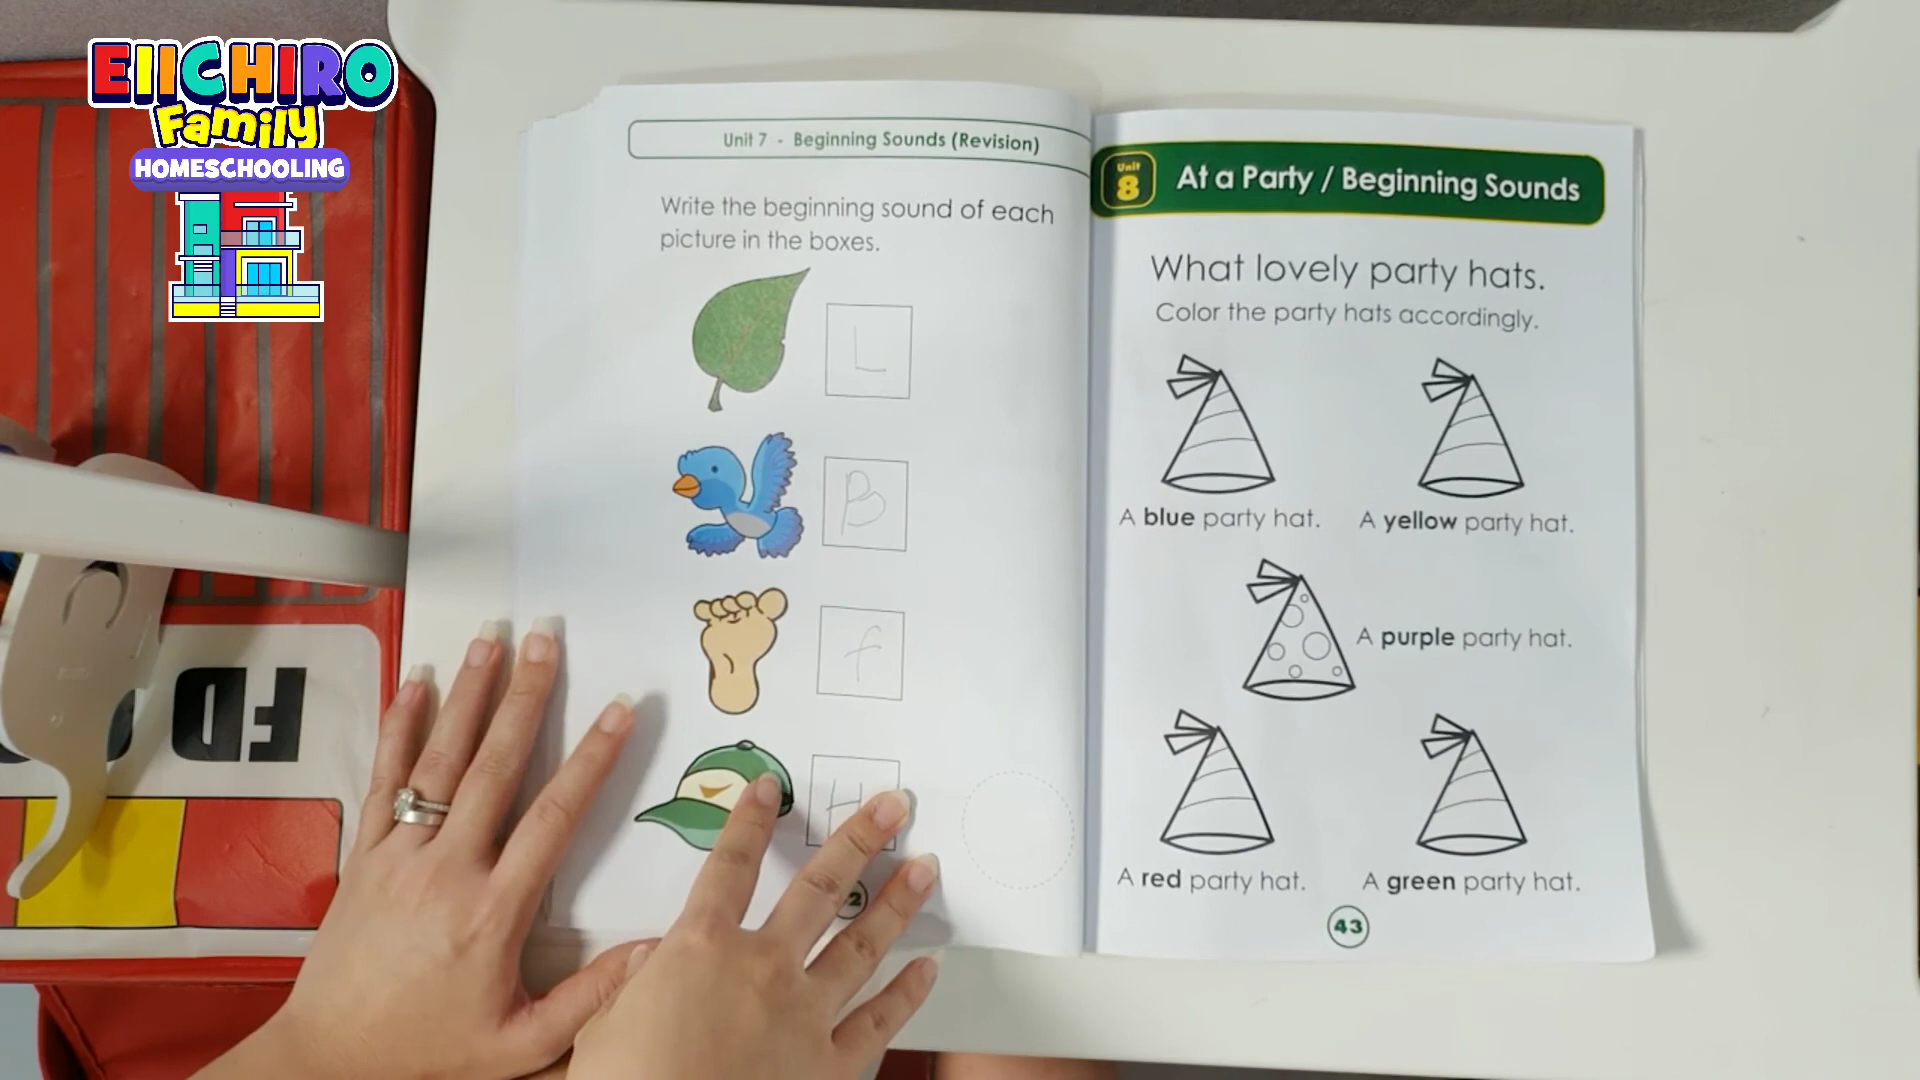 EIICHIRO
Family
HOMESCHOOLING
Unit 7 - Beginning Sounds (Revision)
Write the beginning sound of each
picture in the boxes.
L
B
f
H
Unit
8
At a Party / Beginning Sounds
What lovely party hats.
Color the party hats accordingly.
A blue party hat.
A yellow party hat.
A purple party hat.
A red party hat.
A green party hat.
43
FD